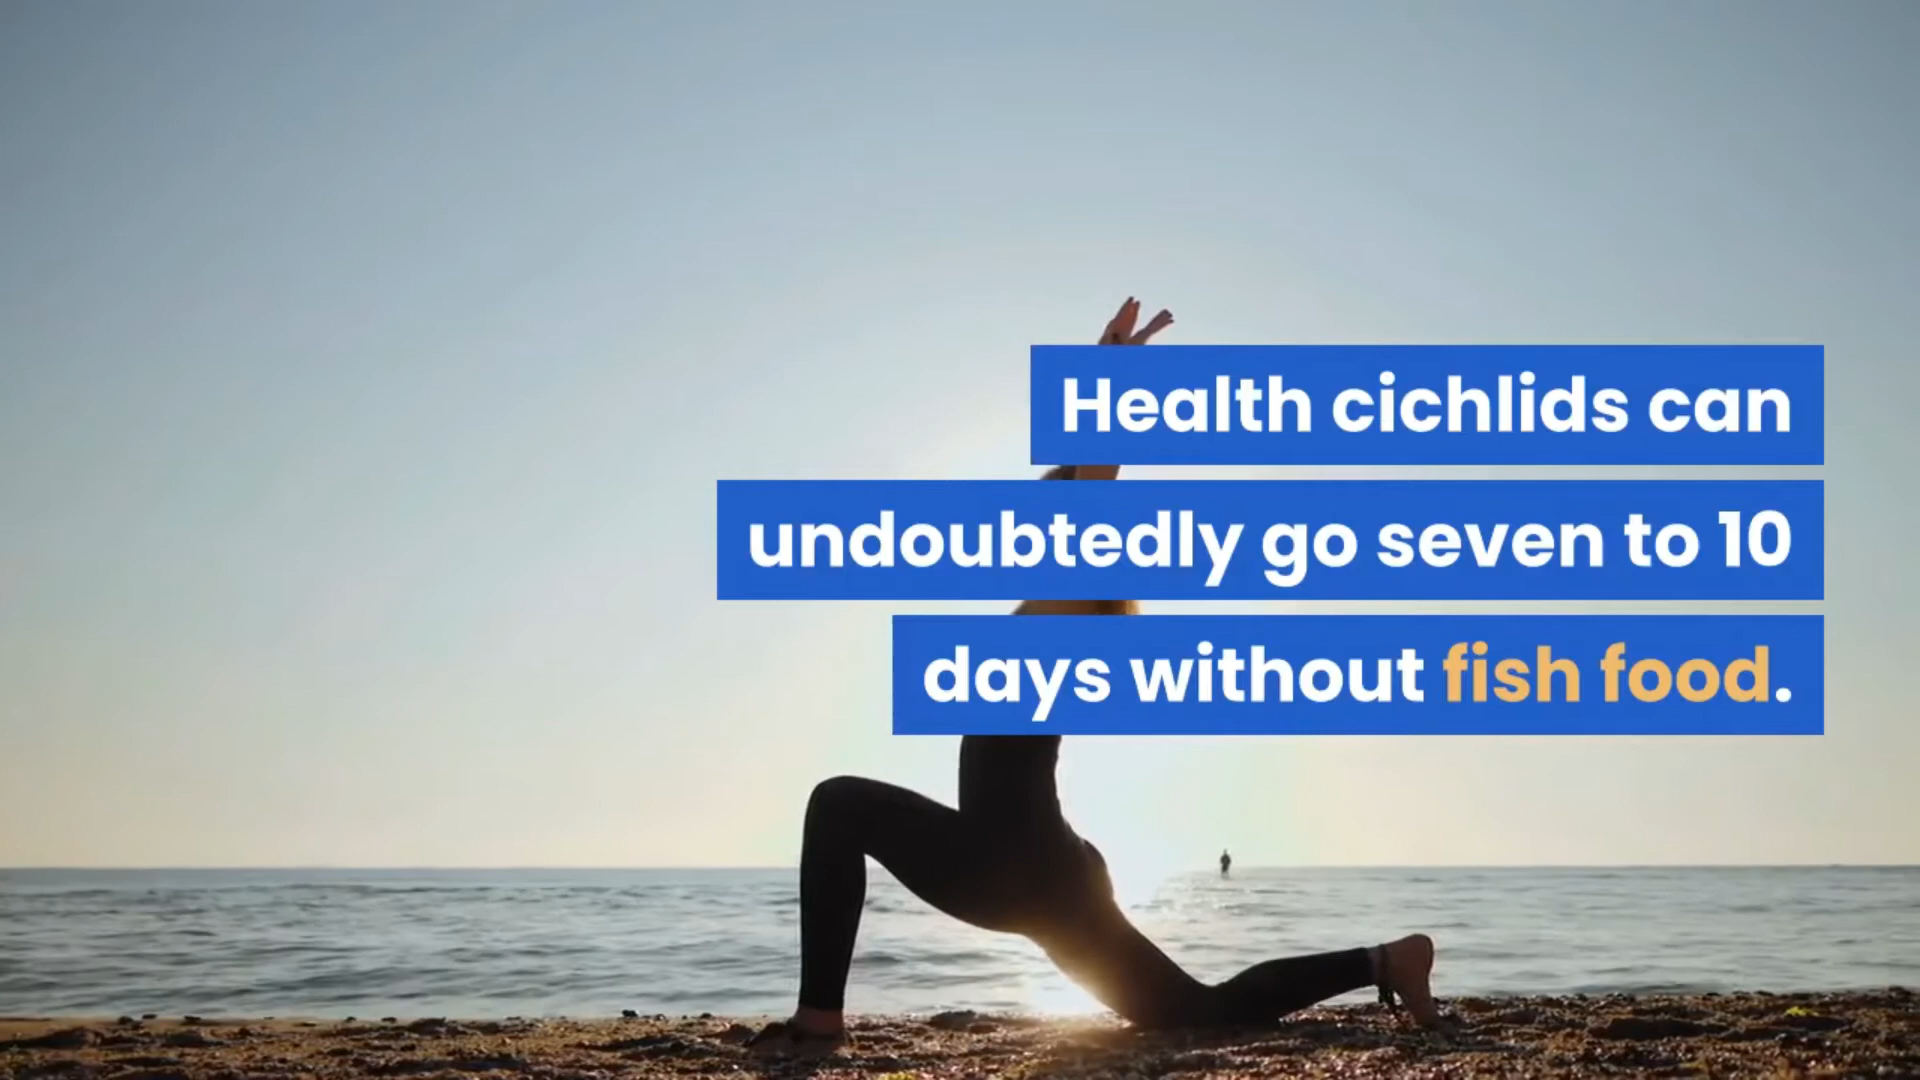 Health cichlids can
undoubtedly go seven to 10
days without fish food.